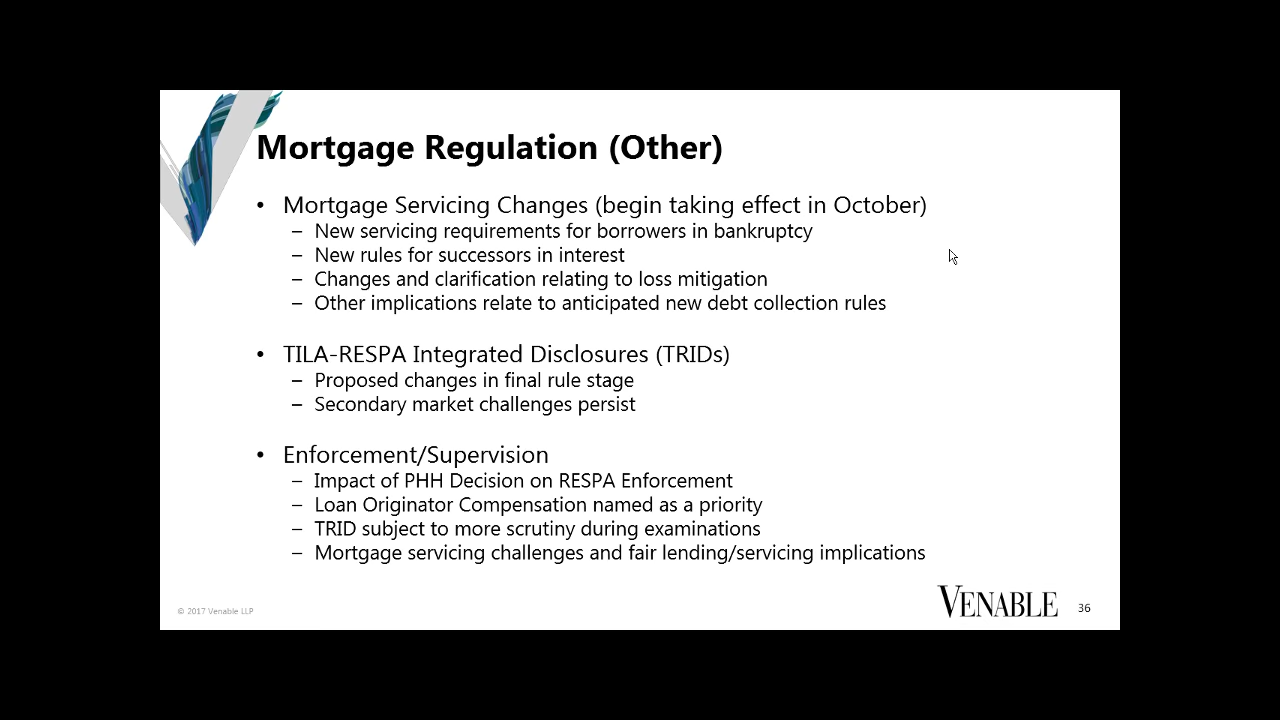 Mortgage Regulation (Other)
• Mortgage Servicing Changes (begin taking effect in October)
– New servicing requirements for borrowers in bankruptcy
– New rules for successors in interest
– Changes and clarification relating to loss mitigation
– Other implications relate to anticipated new debt collection rules
• TILA-RESPA Integrated Disclosures (TRIDs)
– Proposed changes in final rule stage
– Secondary market challenges persist
• Enforcement/Supervision
– Impact of PHH Decision on RESPA Enforcement
– Loan Originator Compensation named as a priority
– TRID subject to more scrutiny during examinations
– Mortgage servicing challenges and fair lending/servicing implications
© 2017 Venable LLP
VENABLE
36